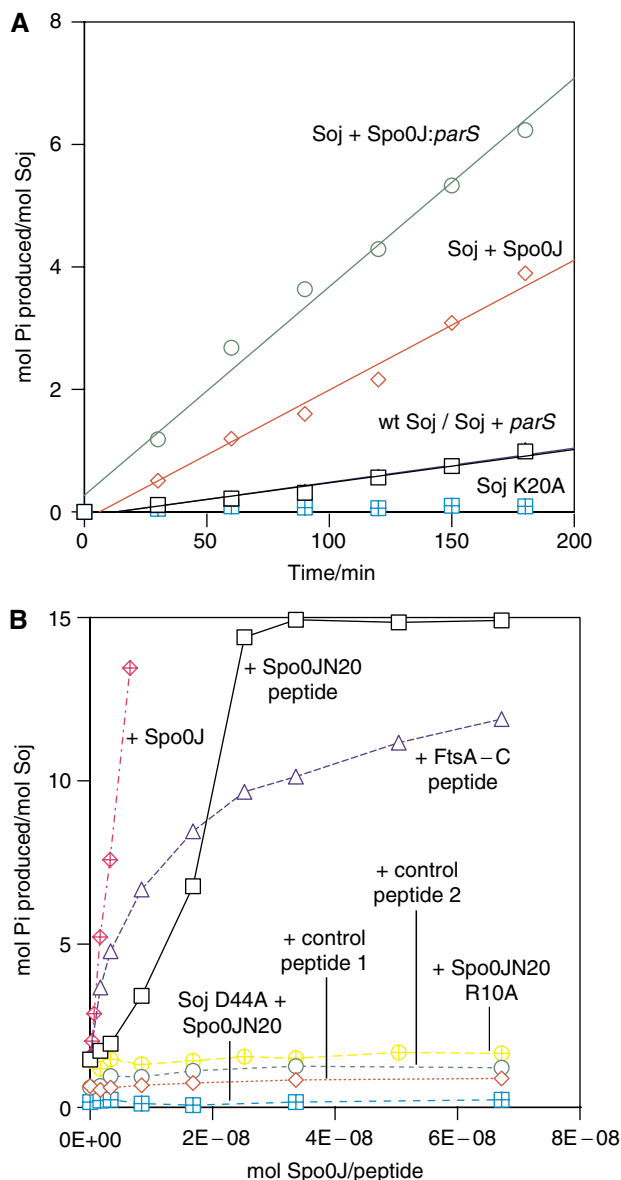 A
8
6
4
2
0
mol Pi produced/mol Soj
Soj + Spo0J:parS
Soj + Spo0J
wt Soj / Soj + parS
Soj K20A
0
50
100
150
200
Time/min
B
15
10
5
0
mol Pi produced/mol Soj
+ Spo0J
+ Spo0JN20
peptide
+ FtsA–C
peptide
+ control
peptide 2
+ control
peptide 1
+ Spo0JN20
R10A
Soj D44A +
Spo0JN20
0E+00
2E-08
4E-08
6E-08
8E-08
mol Spo0J/peptide